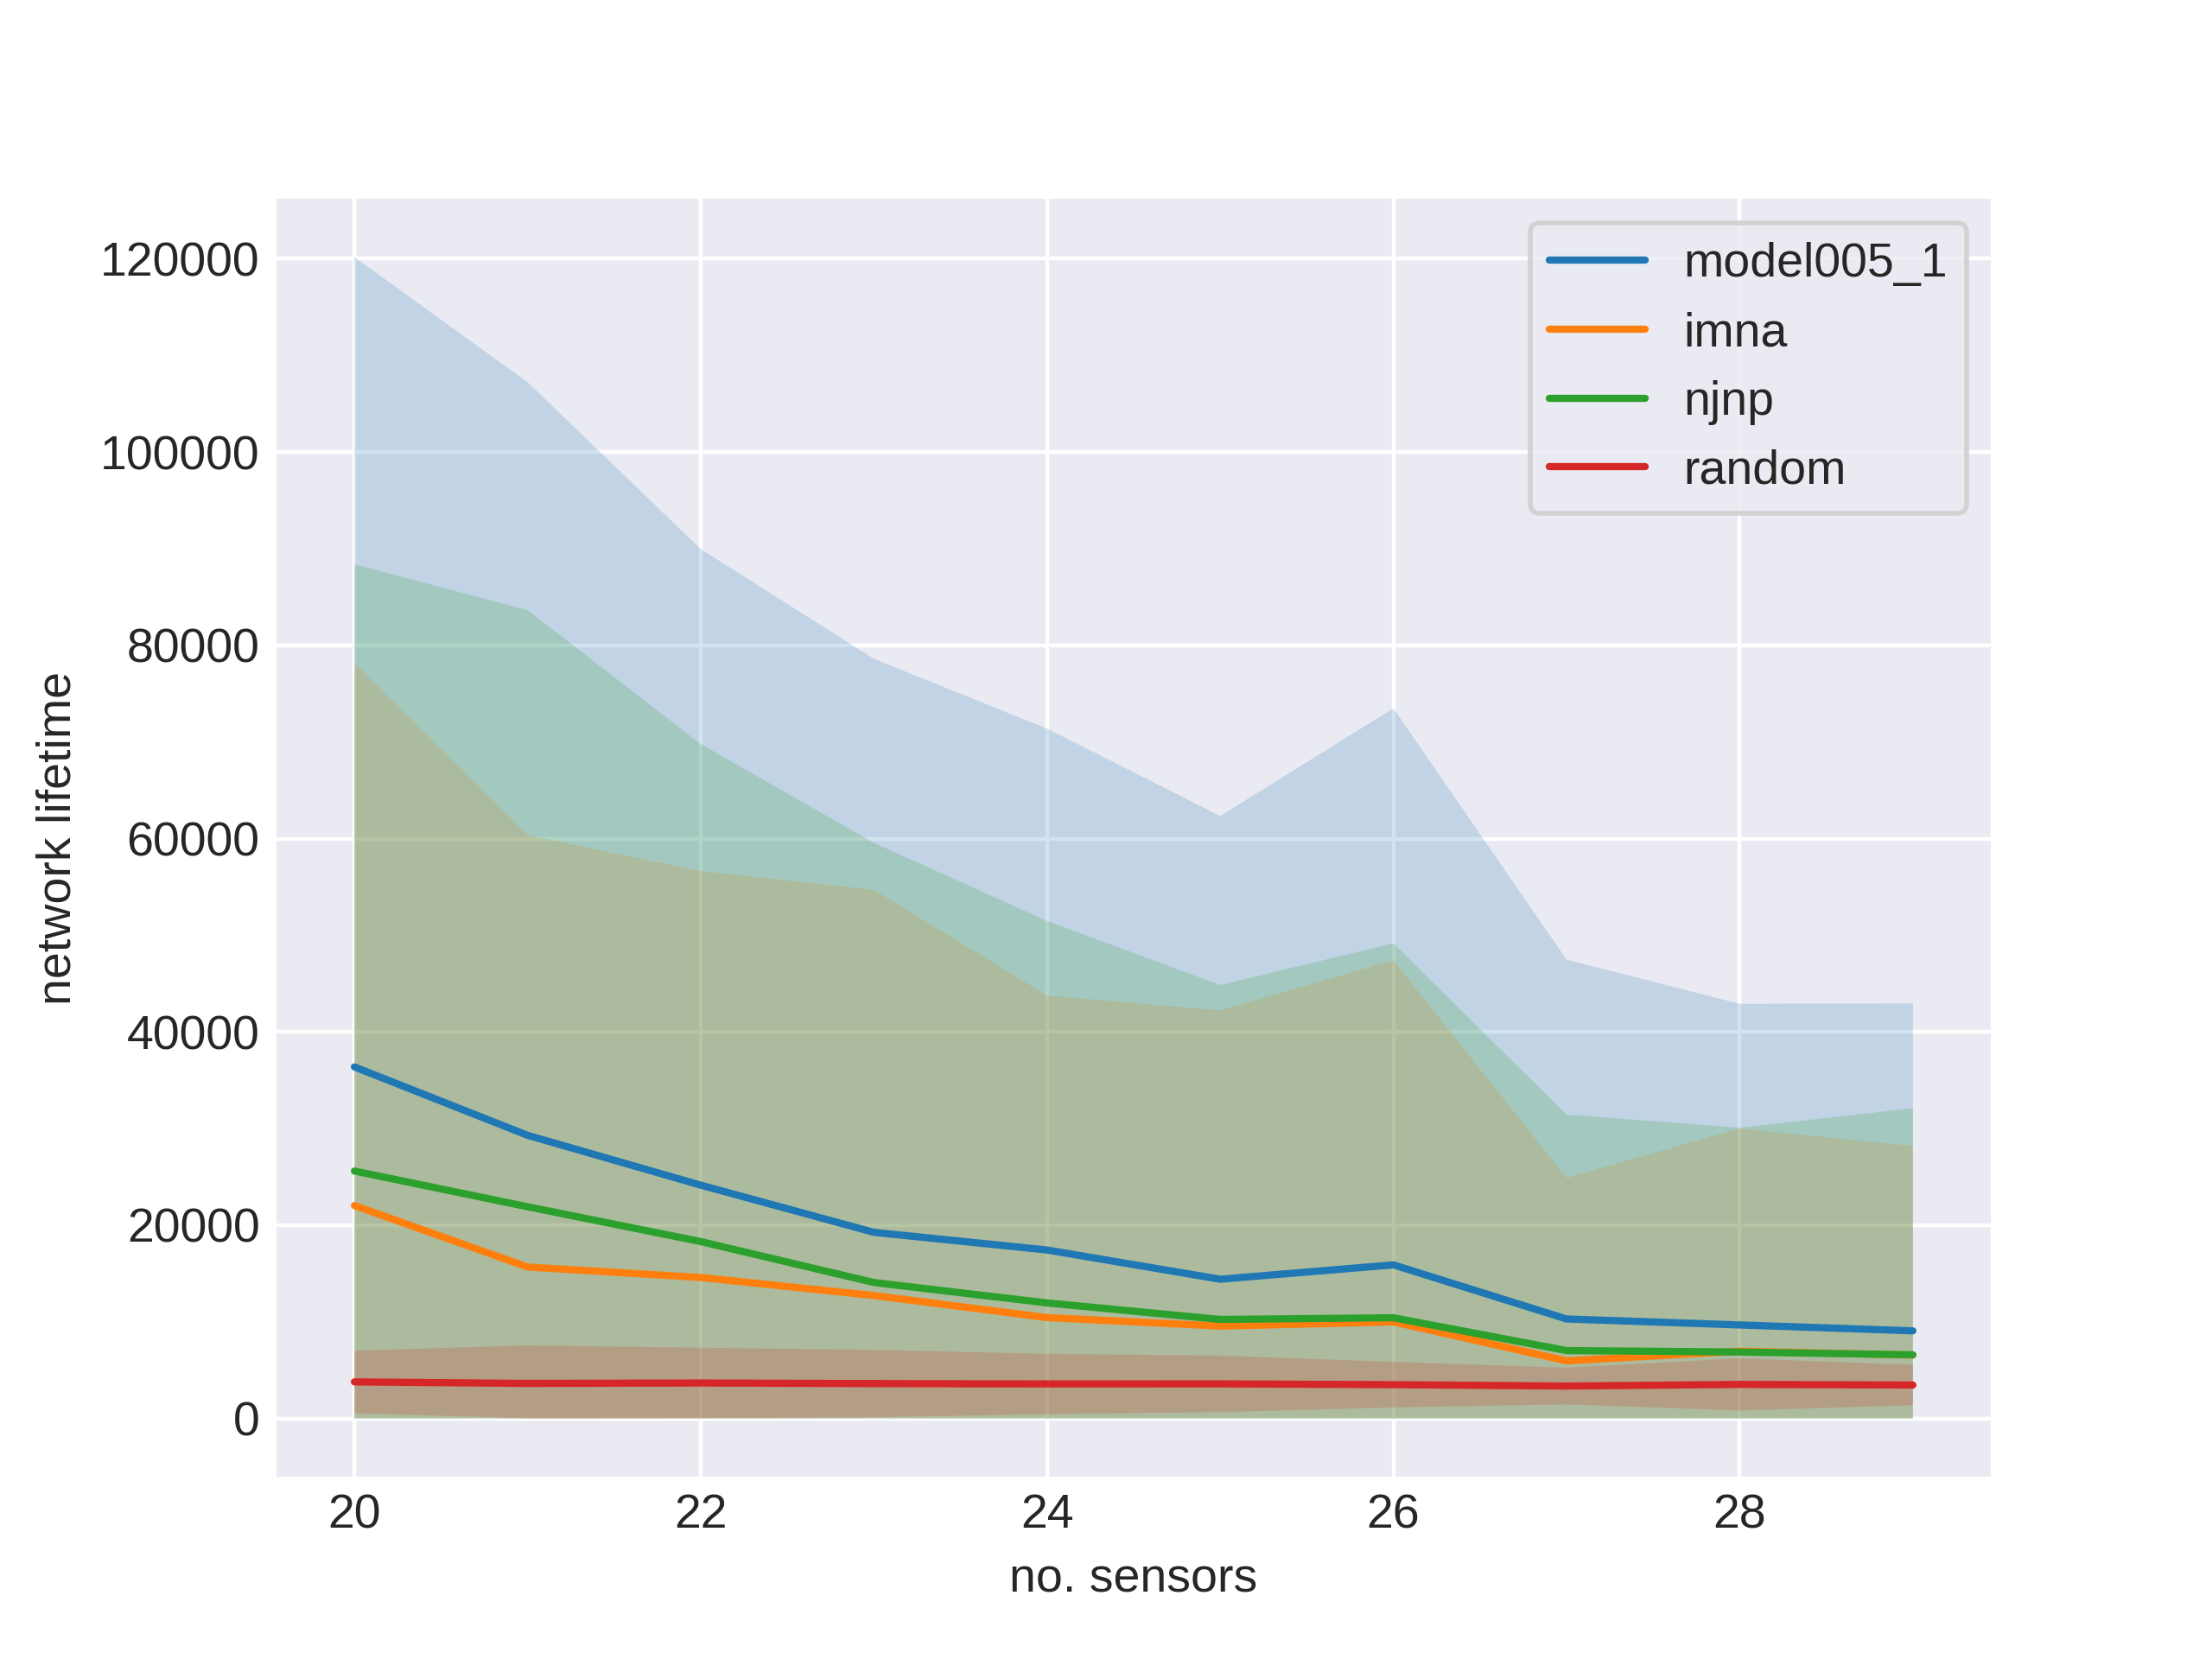 120000
100000
80000
60000
40000
20000
0
network lifetime
20 22 24 26 28
no. sensors
model005_1
imna
njnp
random